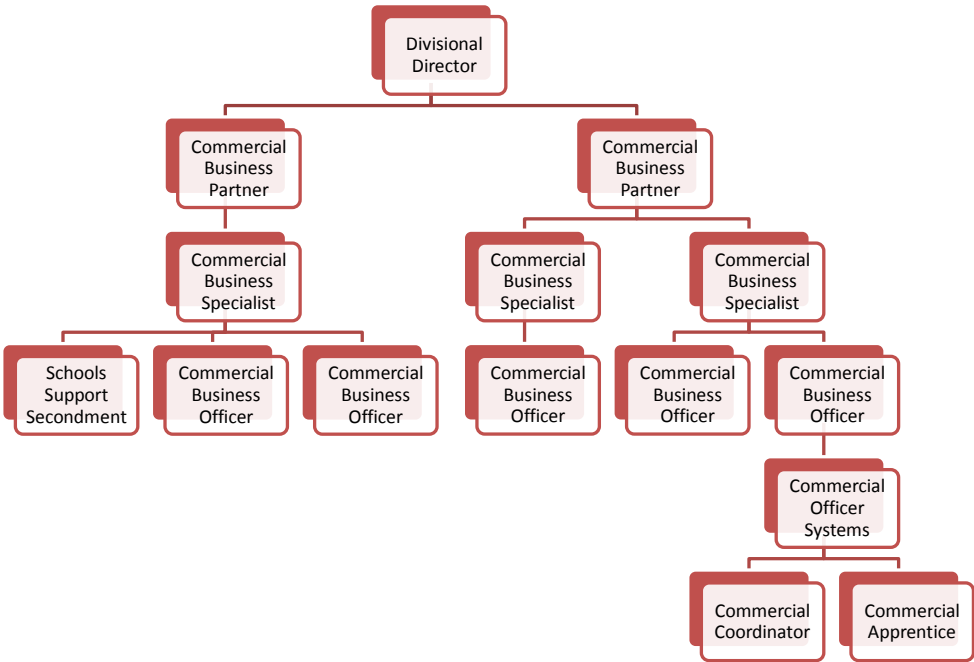 Divisional
Director
Commercial
Business
Partner
Commercial
Business
Partner
Commercial
Business
Specialist
Commercial
Business
Specialist
Commercial
Business
Specialist
Schools
Support
Secondment
Commercial
Business
Officer
Commercial
Business
Officer
Commercial
Business
Officer
Commercial
Business
Officer
Commercial
Business
Officer
Commercial
Officer
Systems
Commercial
Coordinator
Commercial
Apprentice